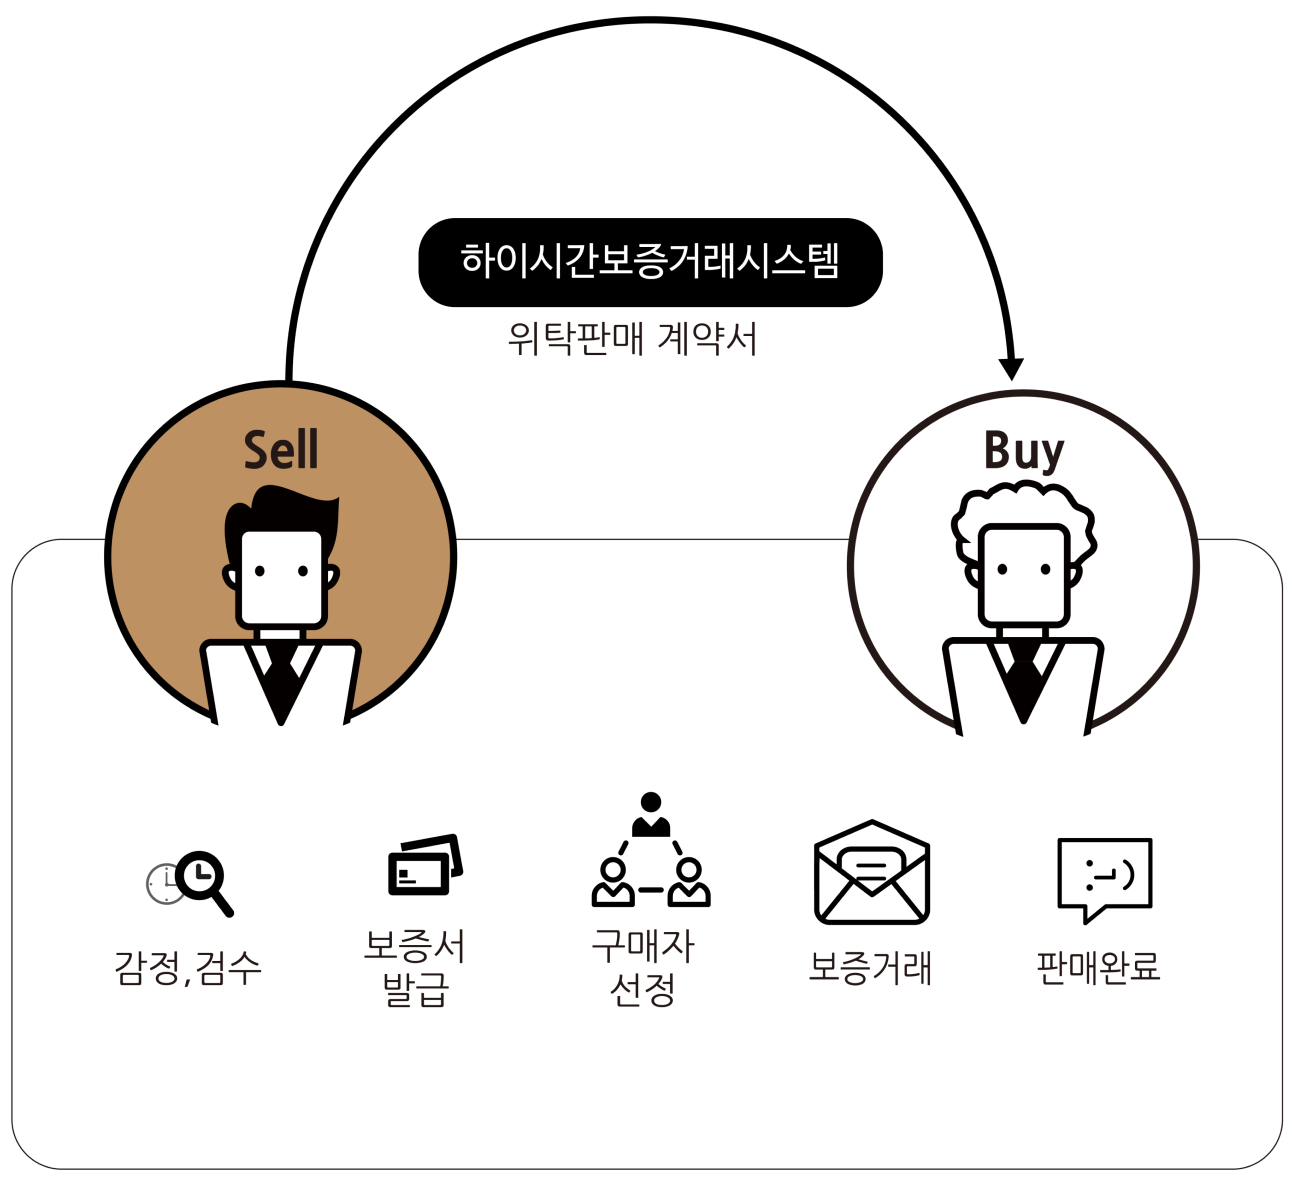 하이시간보증거래시스템
위탁판매 계약서
Sell
Buy
감정,검수
보증서
발급
구매자
선정
보증거래
판매완료